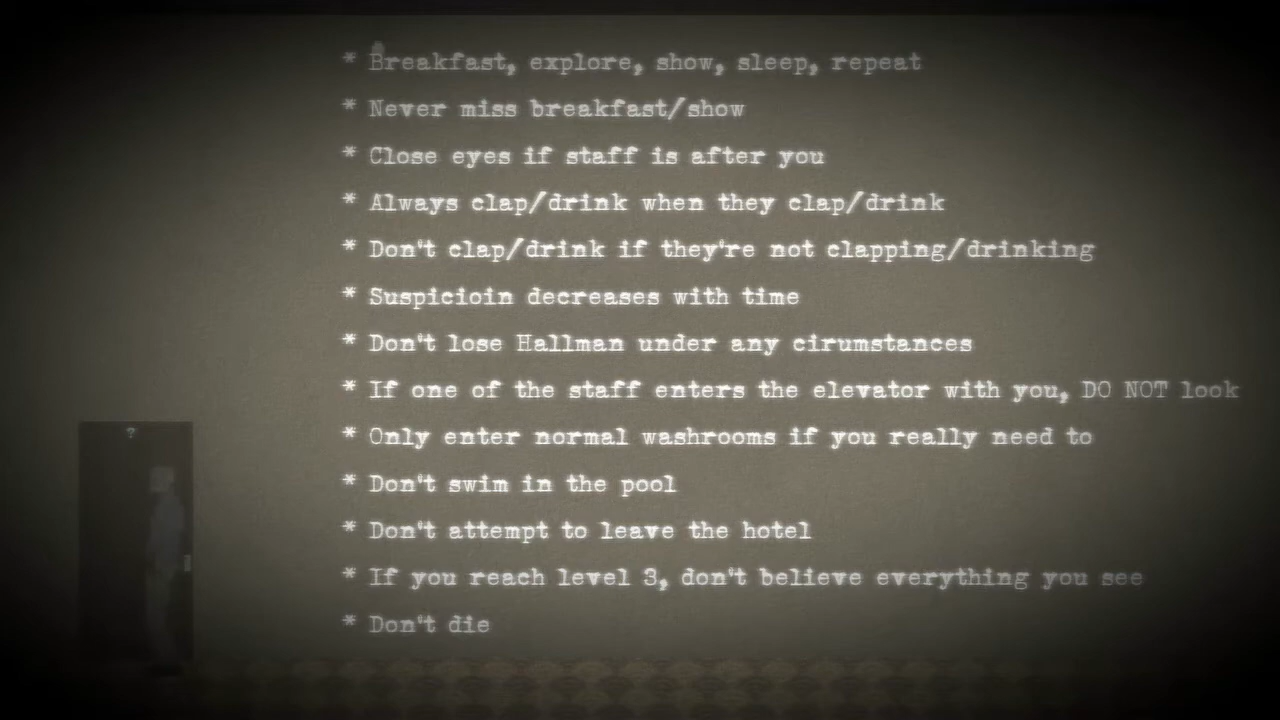 * Breakfast, explore, show, sleep, repeat
* Never miss breakfast/show
* Close eyes if staff is after you
* Always clap/drink when they clap/drink
* Don't clap/drink if they're not clapping/drinking
* Suspicioin decreases with time
* Don't lose Hallman under any cirumstances
* If one of the staff enters the elevator with you, DO NOT look
* Only enter normal washrooms if you really need to
* Don't swim in the pool
* Don't attempt to leave the hotel
* If you reach level 3, don't believe everything you see
* Don't die
?